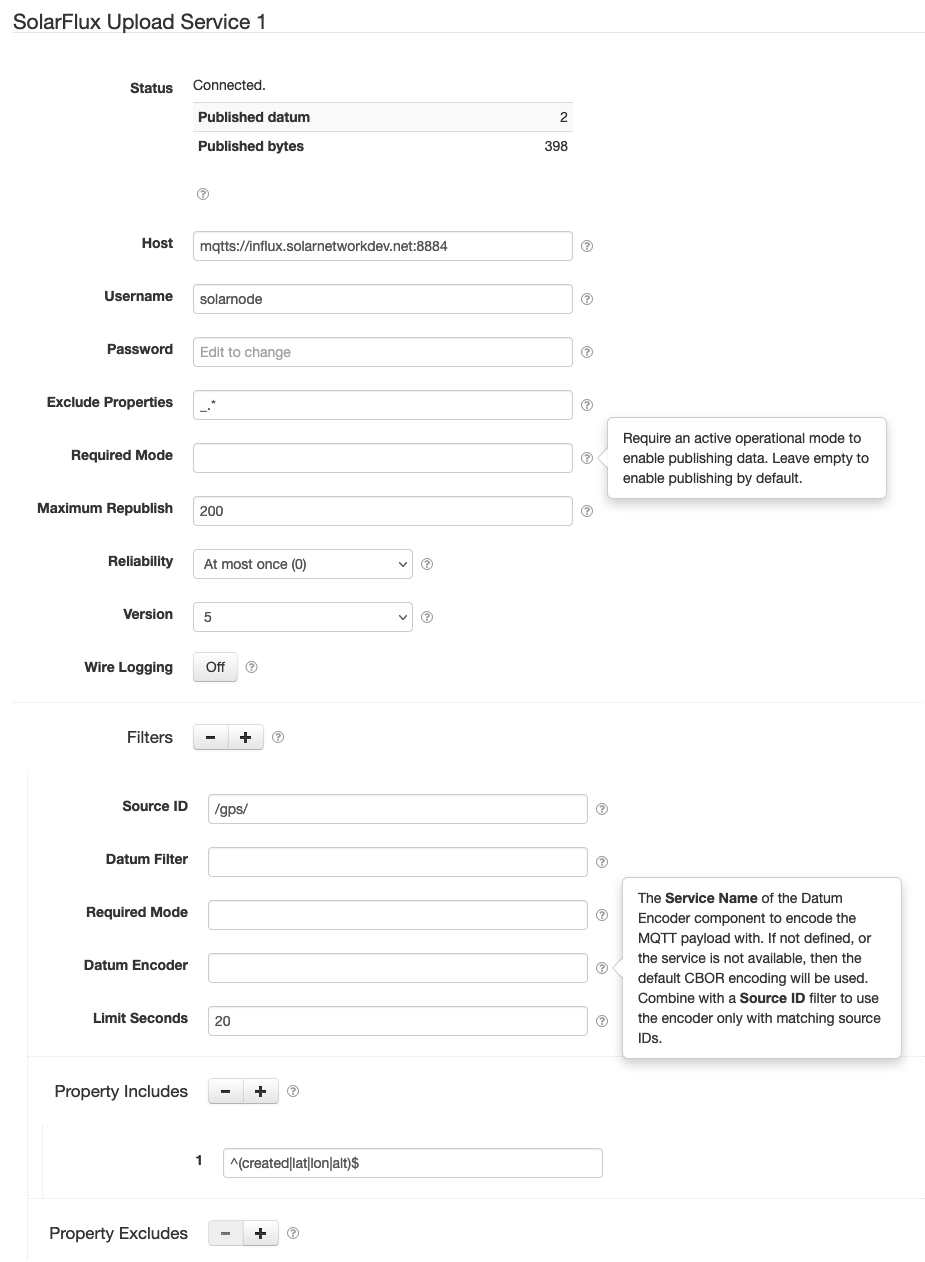 SolarFlux Upload Service 1
Status Connected.
Published datum 2
Published bytes 398
Host mqtts://influx.solarnetworkdev.net:8884
Username solarnode
Password Edit to change
Exclude Properties _.*
Required Mode
Require an active operational mode to
enable publishing data. Leave empty to
enable publishing by default.
Maximum Republish 200
Reliability At most once (0)
Version 5
Wire Logging Off
Filters - +
Source ID /gps/
Datum Filter
Required Mode
Datum Encoder
The Service Name of the Datum
Encoder component to encode the
MQTT payload with. If not defined, or
the service is not available, then the
default CBOR encoding will be used.
Combine with a Source ID filter to use
the encoder only with matching source
IDs.
Limit Seconds 20
Property Includes - +
1 ^(created|lat|lon|alt)$
Property Excludes - +